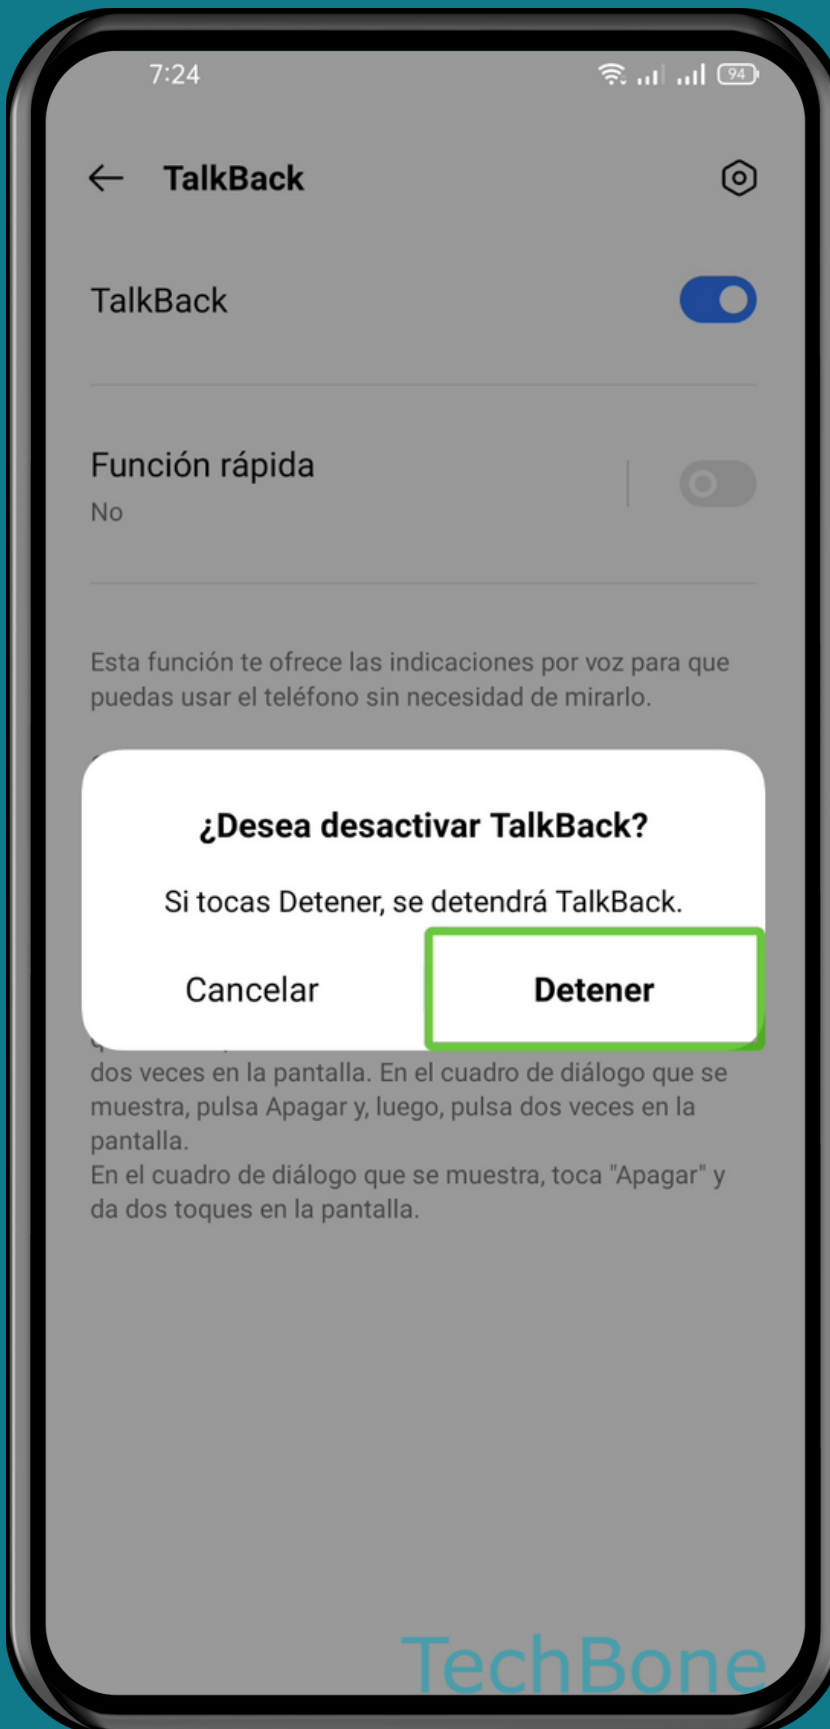 7:24
94
TalkBack
TalkBack
Función rápida
No
Esta función te ofrece las indicaciones por voz para que
puedas usar el teléfono sin necesidad de mirarlo.
¿Desea desactivar TalkBack?
Si tocas Detener, se detendrá TalkBack.
Cancelar
Detener
dos veces en la pantalla. En el cuadro de diálogo que se
muestra, pulsa Apagar y, luego, pulsa dos veces en la
pantalla.
En el cuadro de diálogo que se muestra, toca "Apagar" y
da dos toques en la pantalla.
TechBone